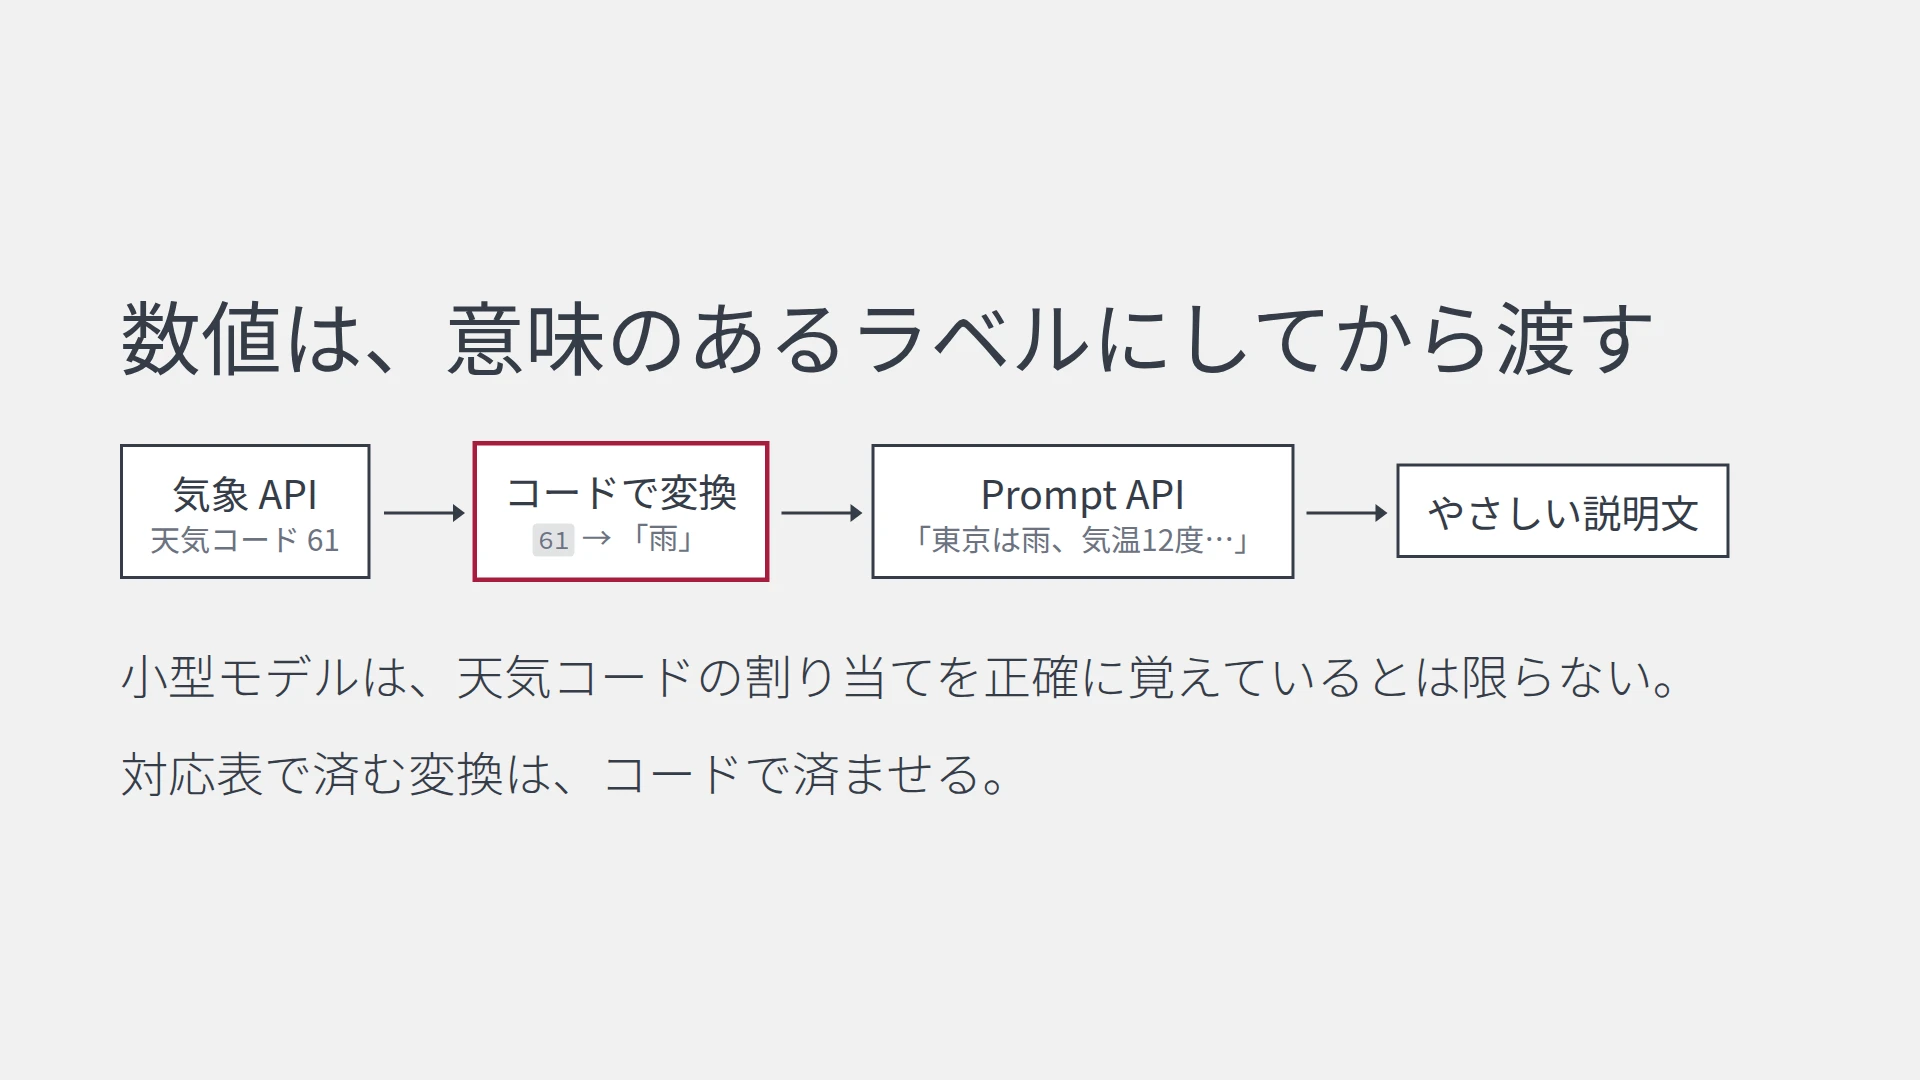 数値は、意味のあるラベルにしてから渡す
気象 API
天気コード 61
コードで変換
61 → 「雨」
Prompt API
「東京は雨、気温12度…」
やさしい説明文
小型モデルは、天気コードの割り当てを正確に覚えているとは限らない。
対応表で済む変換は、コードで済ませる。